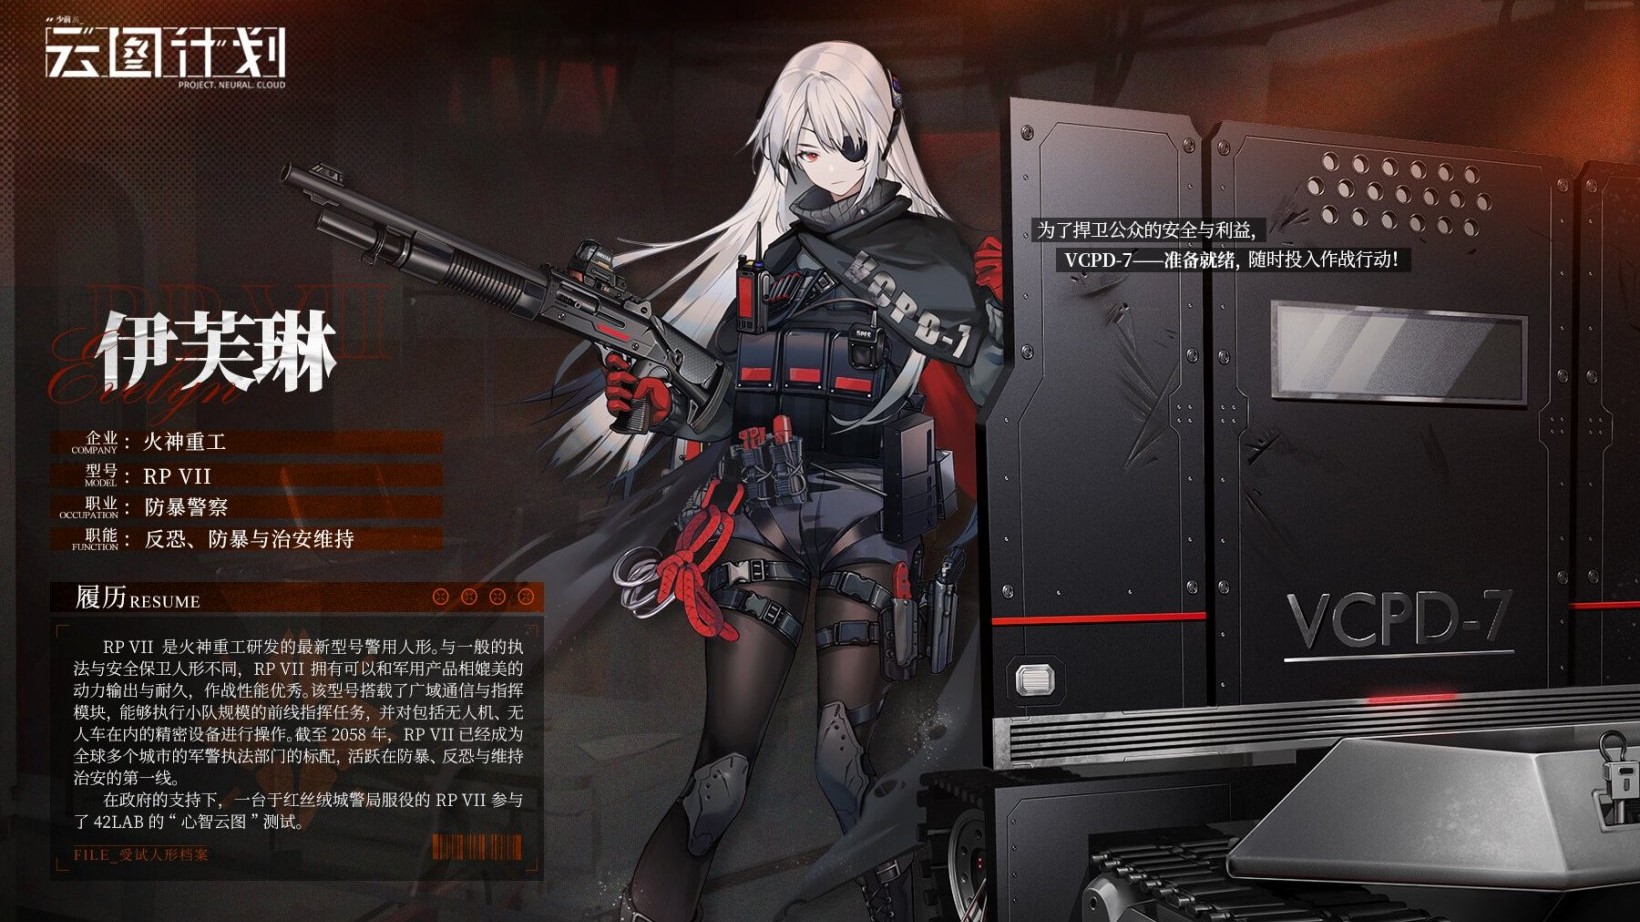 少前
云图计划
PROJECT. NEURAL. CLOUD
RP VII
伊芙琳
Evelyn
企业 COMPANY : 火神重工
型号 MODEL : RP VII
职业 OCCUPATION : 防暴警察
职能 FUNCTION : 反恐、防暴与治安维持
履历 RESUME
RP VII 是火神重工研发的最新型号警用人形。与一般的执
法与安全保卫人形不同，RP VII 拥有可以和军用产品相媲美的
动力输出与耐久，作战性能优秀。该型号搭载了广域通信与指挥
模块，能够执行小队规模的前线指挥任务，并对包括无人机、无
人车在内的精密设备进行操作。截至 2058 年，RP VII 已经成为
全球多个城市的军警执法部门的标配，活跃在防暴、反恐与维持
治安的第一线。
在政府的支持下，一台于红丝绒城警局服役的 RP VII 参与
了 42LAB 的“心智云图”测试。
FILE_受试人形档案
VCPD-7
为了捍卫公众的安全与利益，
VCPD-7——准备就绪，随时投入作战行动！
VCPD-7